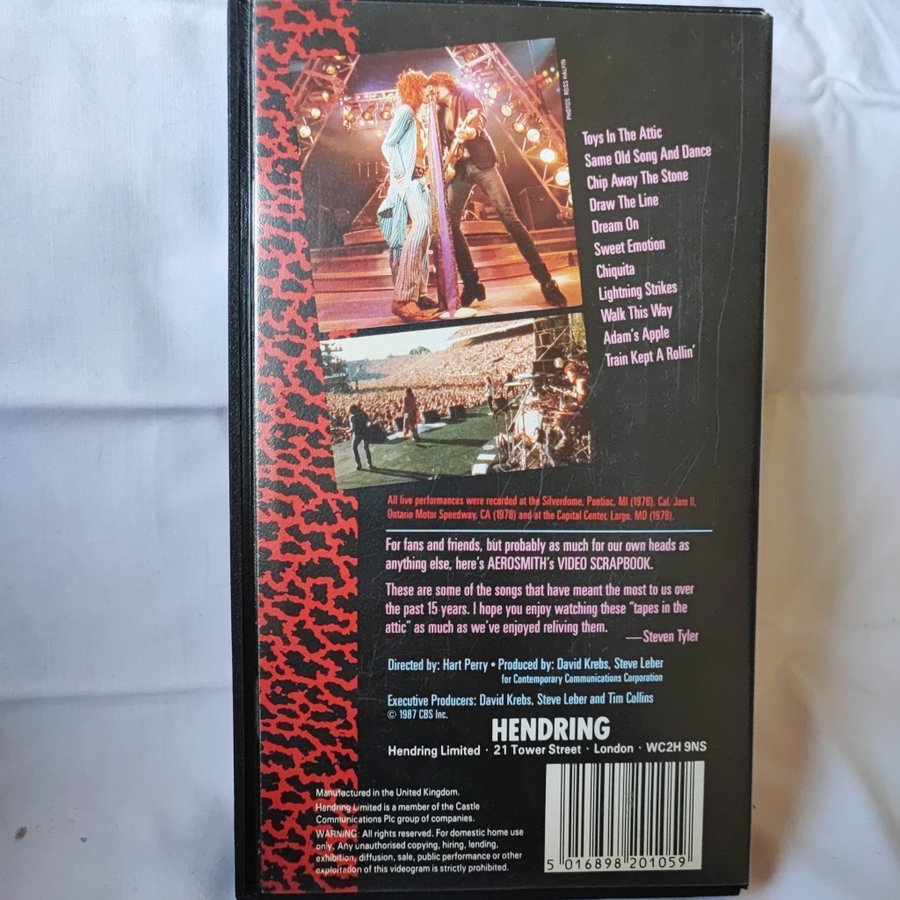 PHOTOS: ROSS HALFIN
Toys In The Attic
Same Old Song And Dance
Chip Away The Stone
Draw The Line
Dream On
Sweet Emotion
Chiquita
Lightning Strikes
Walk This Way
Adam's Apple
Train Kept A Rollin'
All live performances were recorded at the Silverdome, Pontiac, MI (1976). Cal. Jam II,
Ontario Motor Speedway, CA (1978) and at the Capital Center, Largo, MD (1978).
For fans and friends, but probably as much for our own heads as
anything else, here's AEROSMITH's VIDEO SCRAPBOOK.
These are some of the songs that have meant the most to us over
the past 15 years. I hope you enjoy watching these "tapes in the
attic" as much as we've enjoyed reliving them.
—Steven Tyler
Directed by: Hart Perry • Produced by: David Krebs, Steve Leber
for Contemporary Communications Corporation
Executive Producers: David Krebs, Steve Leber and Tim Collins
© 1987 CBS Inc.
HENDRING
Hendring Limited · 21 Tower Street · London · WC2H 9NS
Manufactured in the United Kingdom.
Hendring Limited is a member of the Castle
Communications Plc group of companies.
WARNING: All rights reserved. For domestic home use
only. Any unauthorised copying, hiring, lending,
exhibition, diffusion, sale, public performance or other
exploitation of this videogram is strictly prohibited.
5 016898 201059